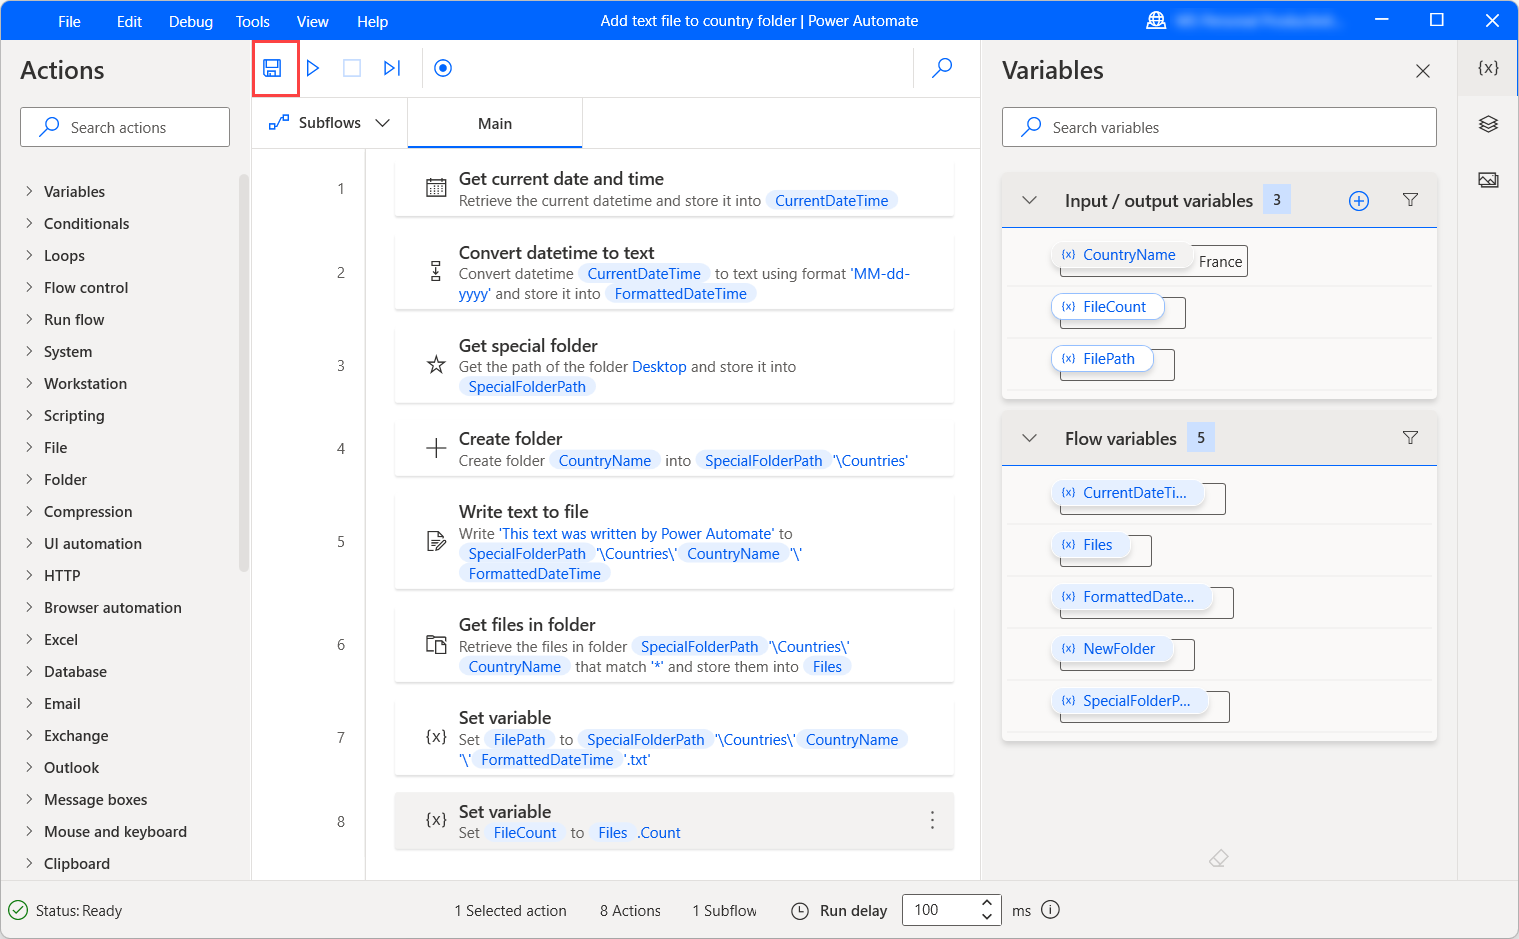 File Edit Debug Tools View Help
Add text file to country folder | Power Automate
Actions
Search actions
Variables
Conditionals
Loops
Flow control
Run flow
System
Workstation
Scripting
File
Folder
Compression
UI automation
HTTP
Browser automation
Excel
Database
Email
Exchange
Outlook
Message boxes
Mouse and keyboard
Clipboard
Subflows
Main
1
Get current date and time
Retrieve the current datetime and store it into CurrentDateTime
2
Convert datetime to text
Convert datetime CurrentDateTime to text using format 'MM-dd-
yyyy' and store it into FormattedDateTime
3
Get special folder
Get the path of the folder Desktop and store it into
SpecialFolderPath
4
Create folder
Create folder CountryName into SpecialFolderPath '\Countries'
5
Write text to file
Write 'This text was written by Power Automate' to
SpecialFolderPath '\Countries\' CountryName '\'
FormattedDateTime
6
Get files in folder
Retrieve the files in folder SpecialFolderPath '\Countries\'
CountryName that match '*' and store them into Files
7
{x}
Set variable
Set FilePath to SpecialFolderPath '\Countries\' CountryName
'\' FormattedDateTime '.txt'
8
{x}
Set variable
Set FileCount to Files .Count
Variables
Search variables
Input / output variables 3
{x} CountryName France
{x} FileCount
{x} FilePath
Flow variables 5
{x} CurrentDateTi...
{x} Files
{x} FormattedDate...
{x} NewFolder
{x} SpecialFolderP...
{x}
Status: Ready
1 Selected action
8 Actions
1 Subflow
Run delay 100 ms